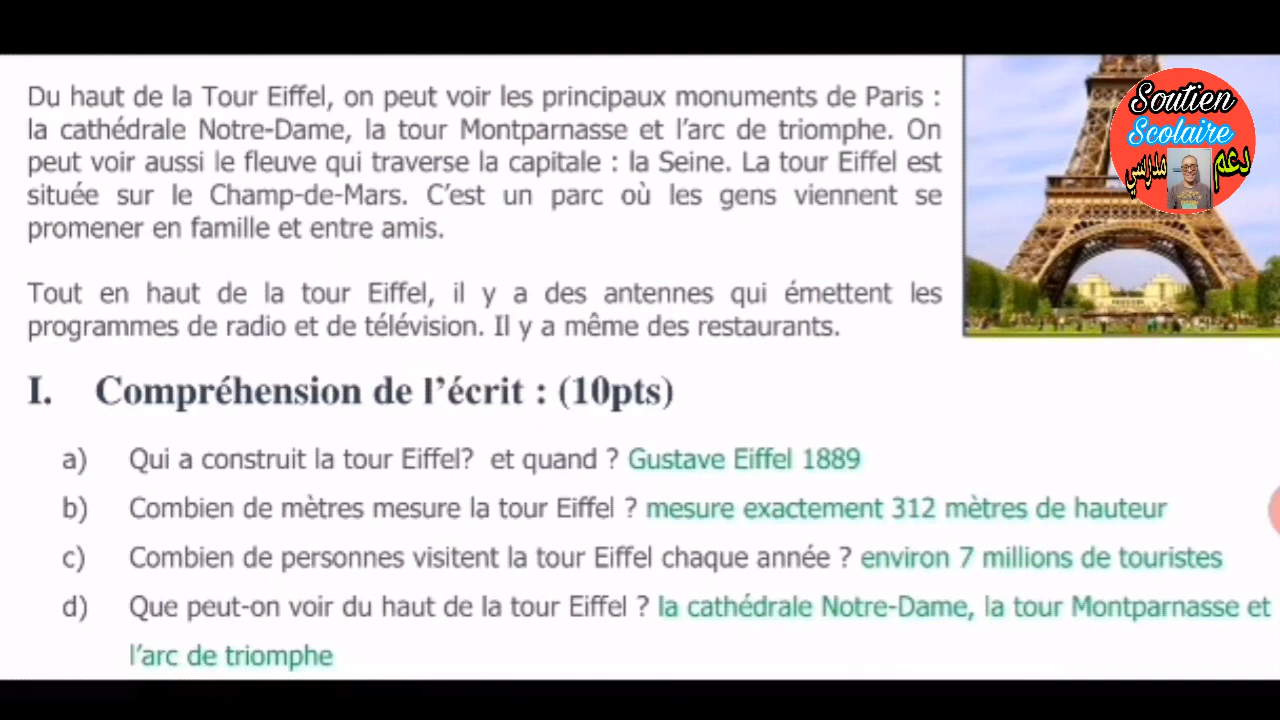 Du haut de la Tour Eiffel, on peut voir les principaux monuments de Paris :
la cathédrale Notre-Dame, la tour Montparnasse et l'arc de triomphe. On
peut voir aussi le fleuve qui traverse la capitale : la Seine. La tour Eiffel est
située sur le Champ-de-Mars. C'est un parc où les gens viennent se
promener en famille et entre amis.
Tout en haut de la tour Eiffel, il y a des antennes qui émettent les
programmes de radio et de télévision. Il y a même des restaurants.
Soutien
Scolaire
دعم مدرسي
I. Compréhension de l'écrit : (10pts)
a) Qui a construit la tour Eiffel? et quand ? Gustave Eiffel 1889
b) Combien de mètres mesure la tour Eiffel ? mesure exactement 312 mètres de hauteur
c) Combien de personnes visitent la tour Eiffel chaque année ? environ 7 millions de touristes
d) Que peut-on voir du haut de la tour Eiffel ? la cathédrale Notre-Dame, la tour Montparnasse et
l'arc de triomphe